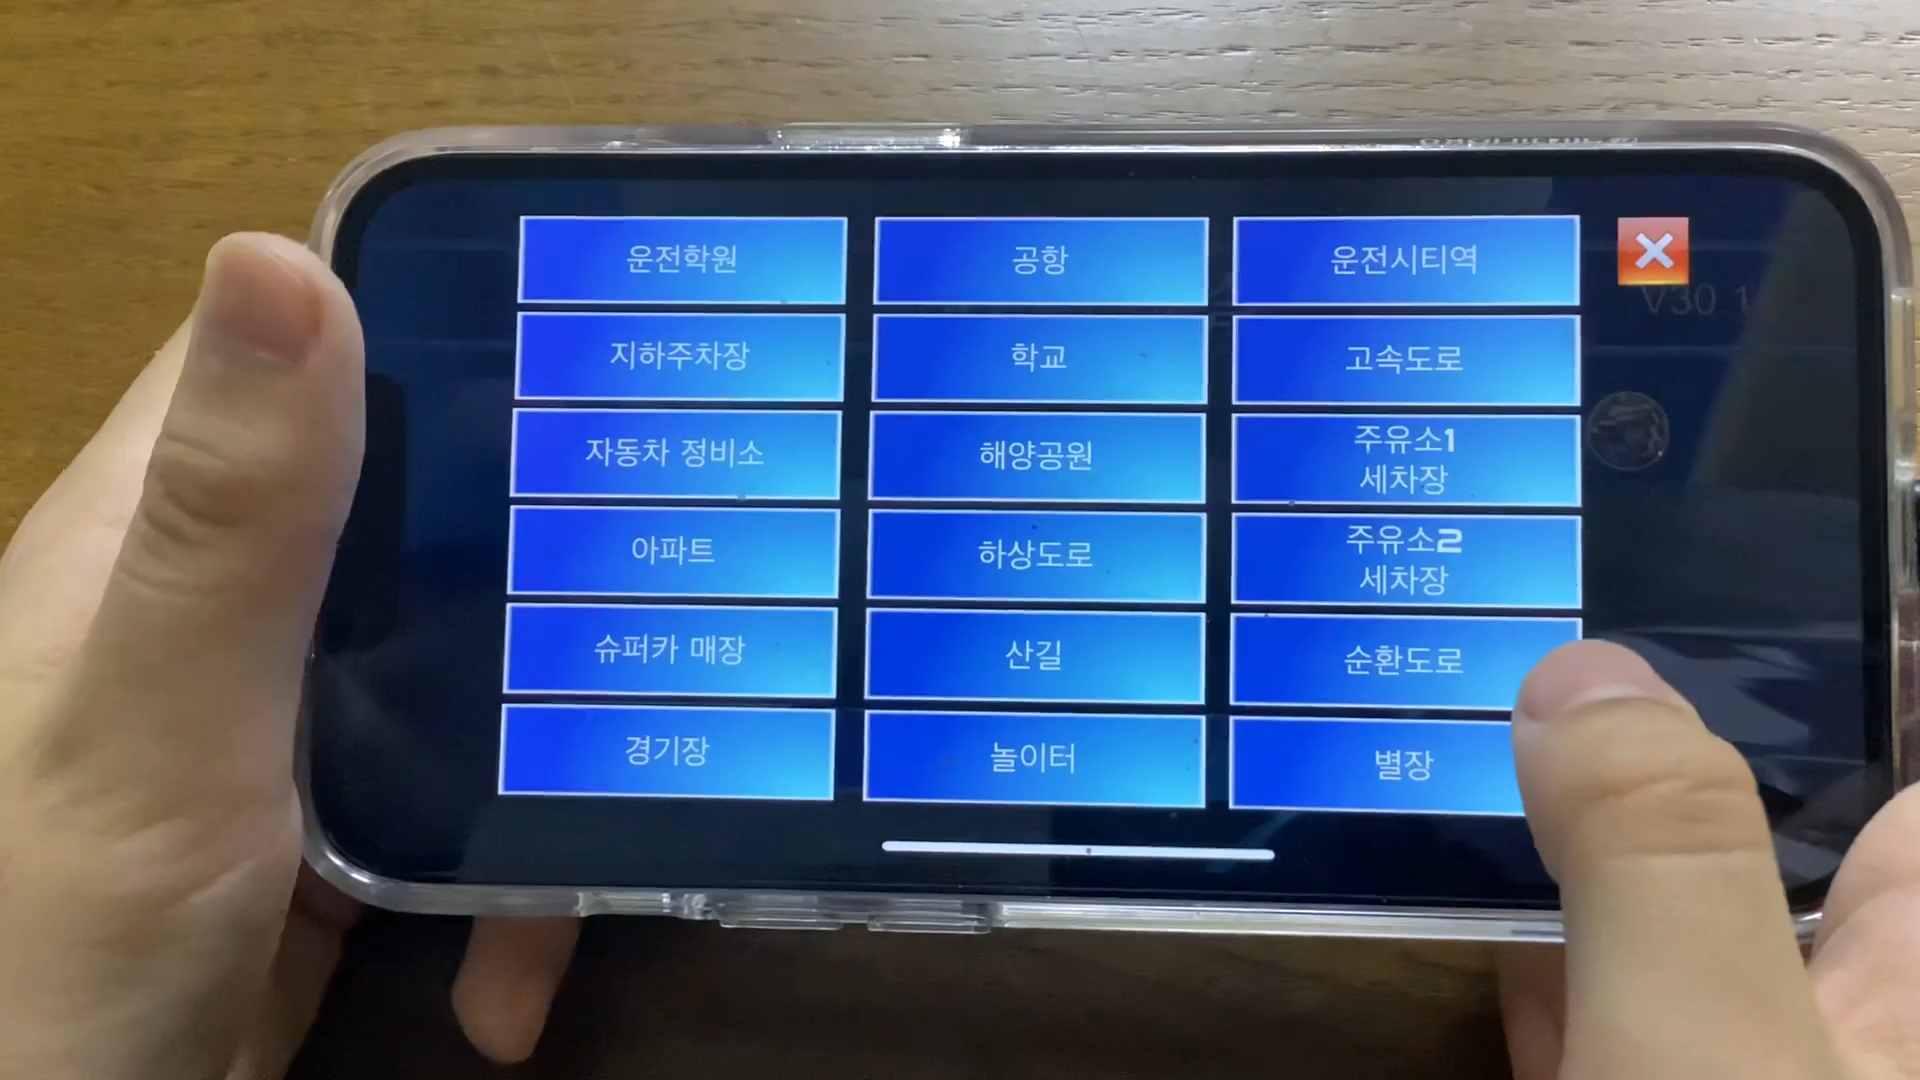 운전학원
공항
운전시티역
지하주차장
학교
고속도로
자동차 정비소
해양공원
주유소1
세차장
아파트
하상도로
주유소2
세차장
슈퍼카 매장
산길
순환도로
경기장
놀이터
별장